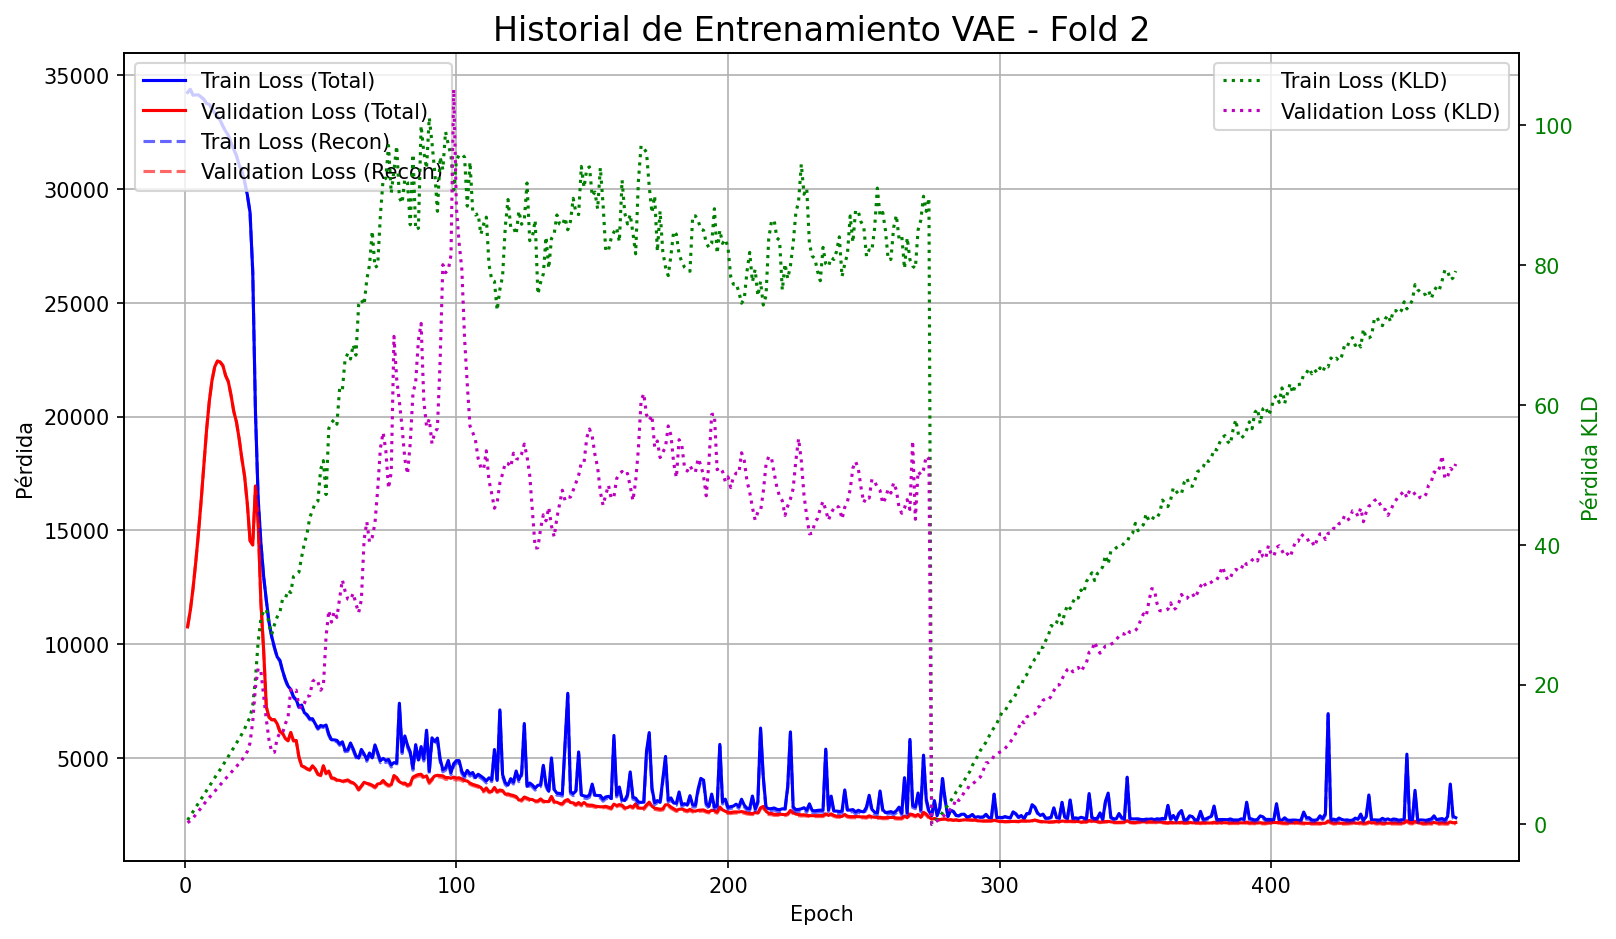 Historial de Entrenamiento VAE - Fold 2
Train Loss (Total)
Validation Loss (Total)
Train Loss (Recon)
Validation Loss (Recon)
Train Loss (KLD)
Validation Loss (KLD)
35000
30000
25000
20000
15000
10000
5000
Pérdida
100
80
60
40
20
0
Pérdida KLD
0
100
200
300
400
Epoch